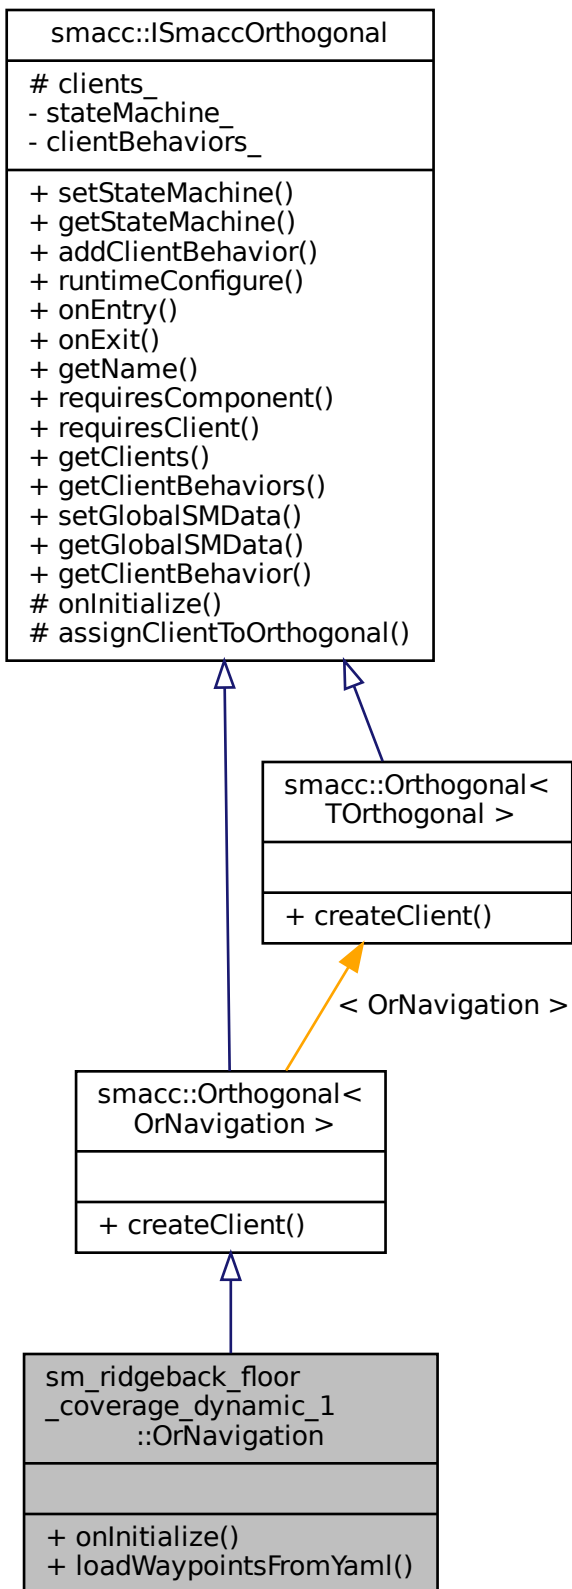 smacc::ISmaccOrthogonal
# clients_
- stateMachine_
- clientBehaviors_
+ setStateMachine()
+ getStateMachine()
+ addClientBehavior()
+ runtimeConfigure()
+ onEntry()
+ onExit()
+ getName()
+ requiresComponent()
+ requiresClient()
+ getClients()
+ getClientBehaviors()
+ setGlobalSMData()
+ getGlobalSMData()
+ getClientBehavior()
# onInitialize()
# assignClientToOrthogonal()
smacc::Orthogonal<
TOrthogonal >
+ createClient()
< OrNavigation >
smacc::Orthogonal<
OrNavigation >
+ createClient()
sm_ridgeback_floor
_coverage_dynamic_1
::OrNavigation
+ onInitialize()
+ loadWaypointsFromYaml()